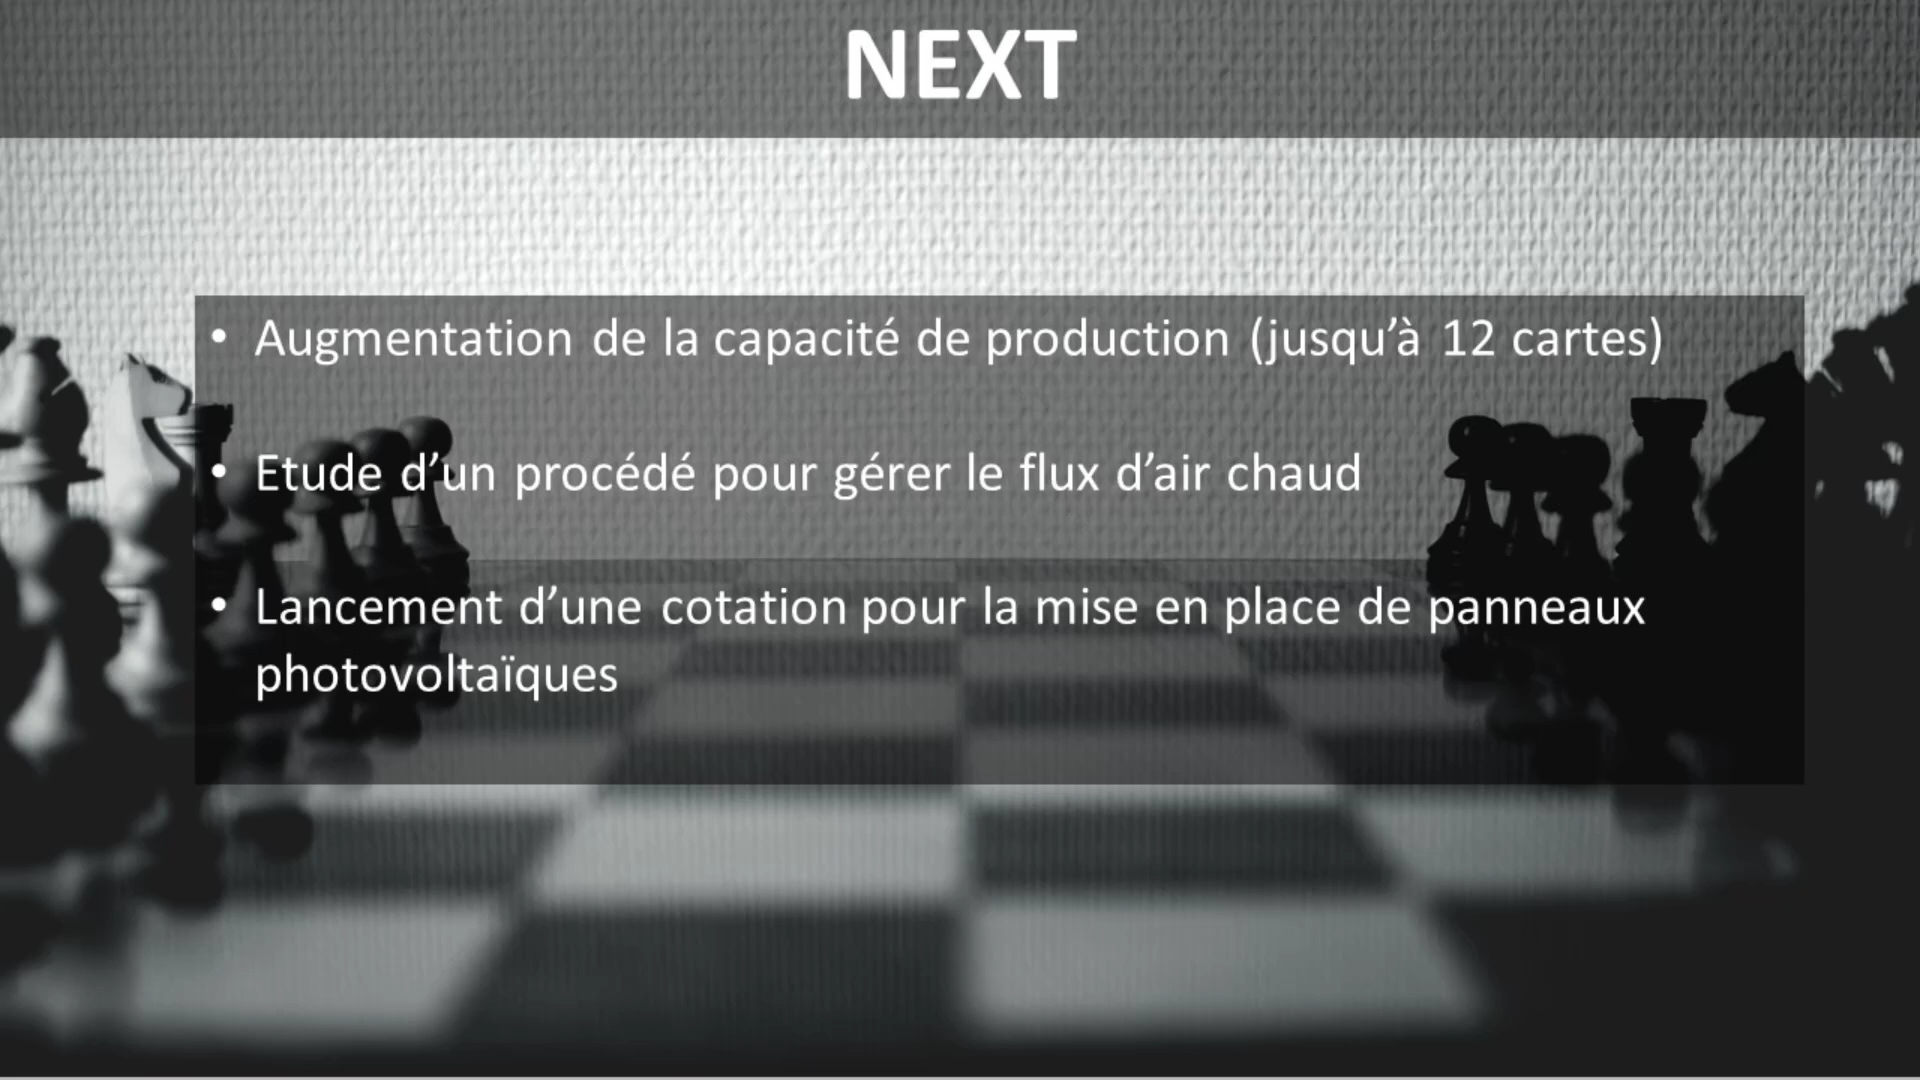 NEXT
• Augmentation de la capacité de production (jusqu’à 12 cartes)
• Etude d’un procédé pour gérer le flux d’air chaud
• Lancement d’une cotation pour la mise en place de panneaux
photovoltaïques